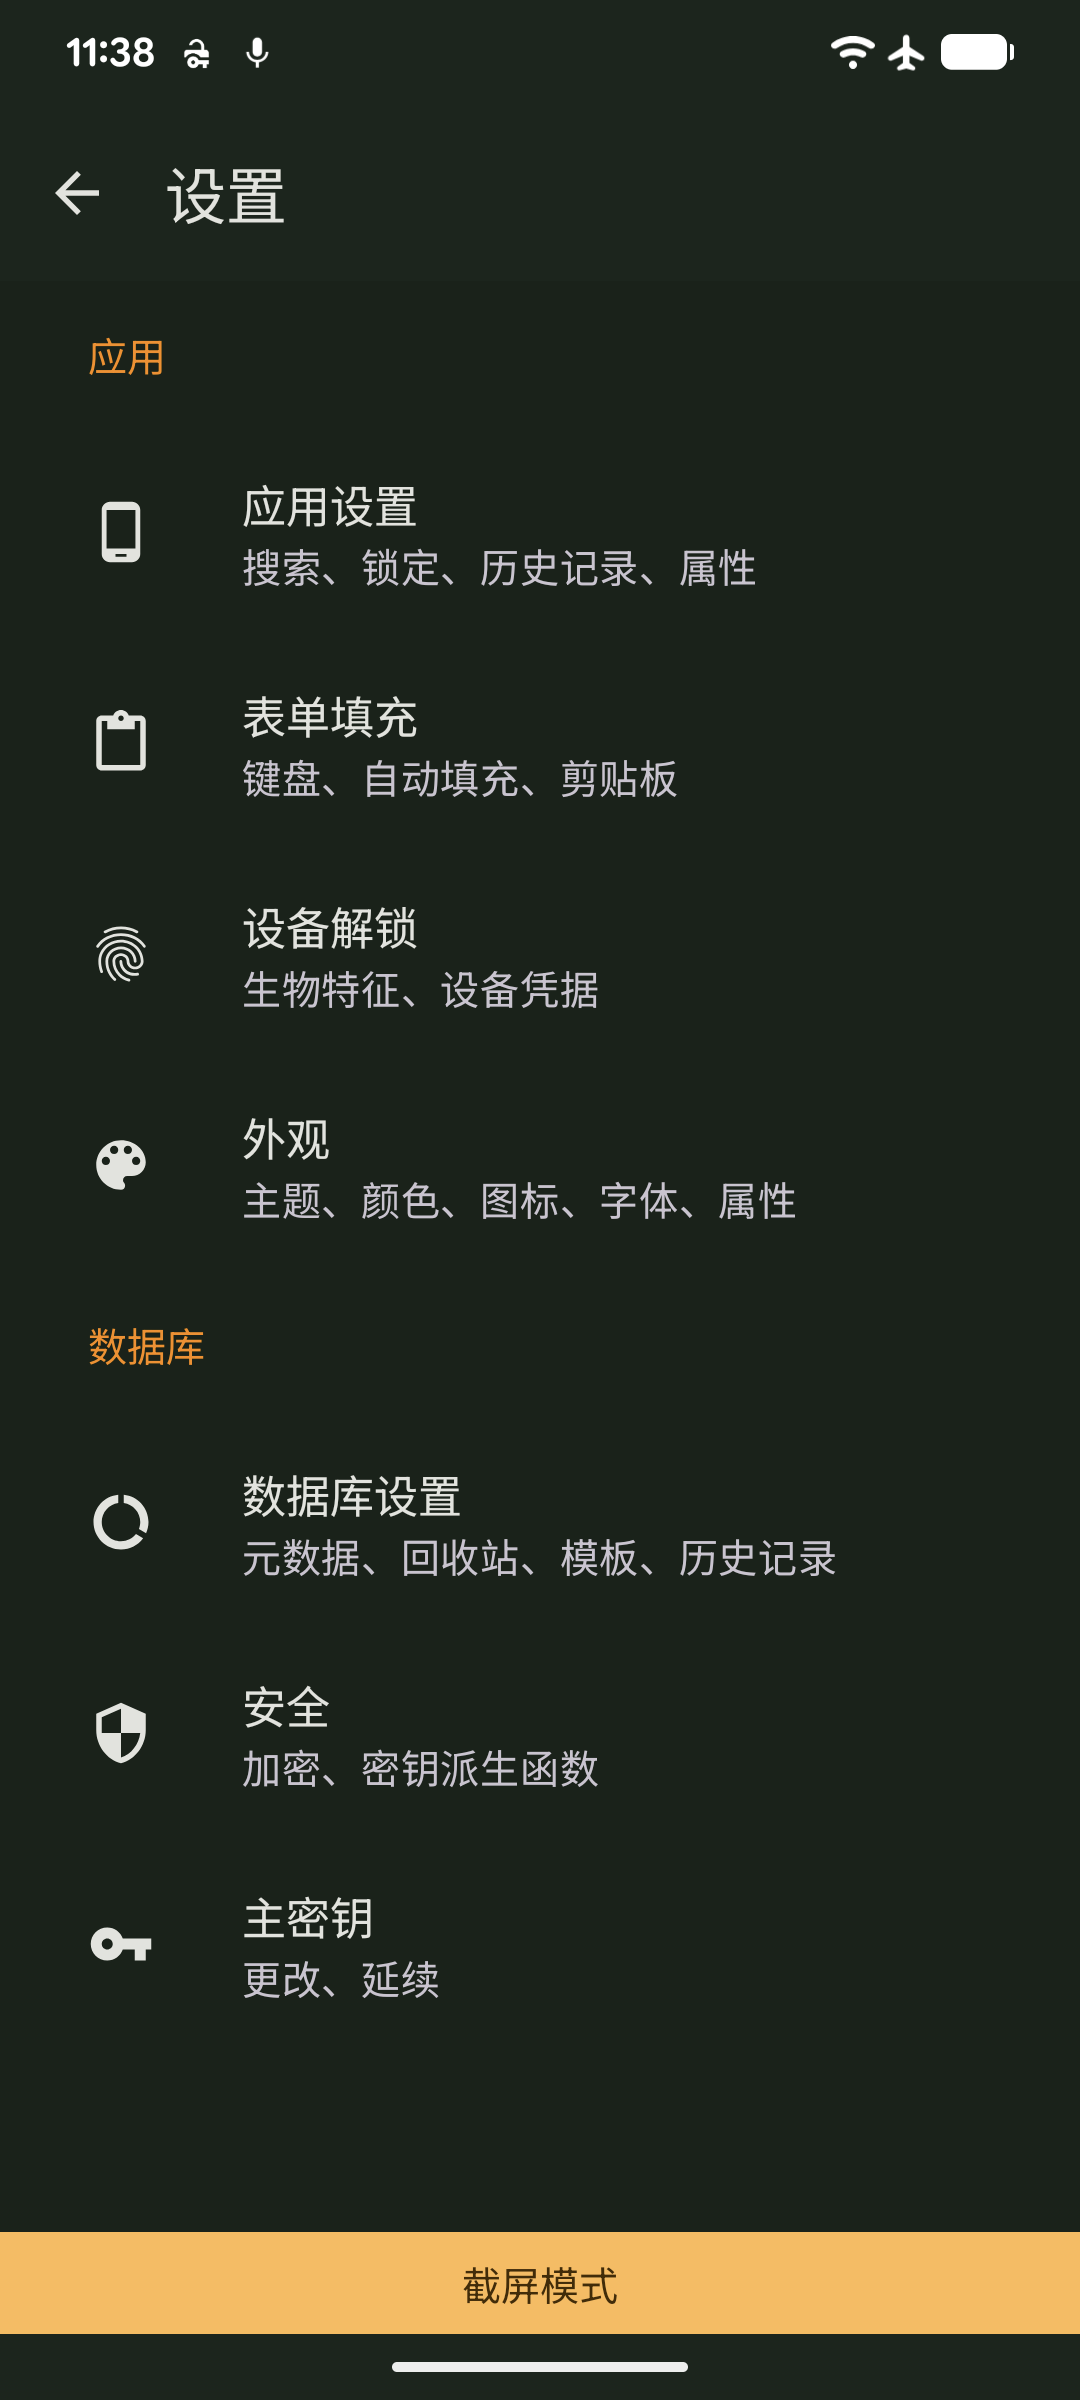 11:38
设置
应用
应用设置
搜索、锁定、历史记录、属性
表单填充
键盘、自动填充、剪贴板
设备解锁
生物特征、设备凭据
外观
主题、颜色、图标、字体、属性
数据库
数据库设置
元数据、回收站、模板、历史记录
安全
加密、密钥派生函数
主密钥
更改、延续
截屏模式